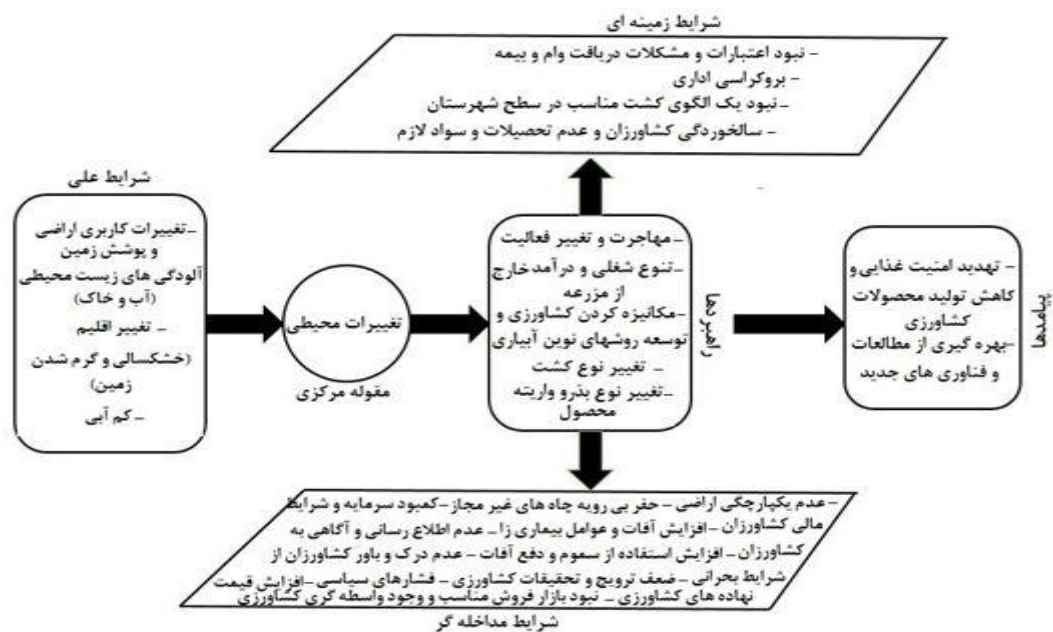 شرایط زمینه ای
– نبود اعتبارات و مشکلات دریافت وام و بیمه
– بروکراسی اداری
–نبود یک الگوی کشت مناسب در سطح شهرستان
– سالخوردگی کشاورزان و عدم تحصیلات و سواد لازم
شرایط علی
–تغییرات کاربری اراضی
و پوشش زمین
آلودگی های زیست محیطی
(آب و خاک)
– تغییر اقلیم
(خشکسالی و گرم شدن
زمین)
– کم آبی
تغییرات محیطی
مقوله مرکزی
–مهاجرت و تغییر فعالیت
–تنوع شغلی و درآمد خارج
از مزرعه
–مکانیزه کردن کشاورزی و
توسعه روشهای نوین آبیاری
– تغییر نوع کشت
–تغییر نوع بذرو واریته
محصول
راهبردها
– تهدید امنیت غذایی و
کاهش تولید محصولات
کشاورزی
–بهره گیری از مطالعات
و فناوری های جدید
پیامدها
–عدم یکپارچگی اراضی –حفر بی رویه چاه های غیر مجاز –کمبود سرمایه و شرایط
مالی کشاورزان –افزایش آفات و عوامل بیماری زا – عدم اطلاع رسانی و آگاهی به
کشاورزان – افزایش استفاده از سموم و دفع آفات – عدم درک و باور کشاورزان از
شرایط بحرانی – ضعف ترویج و تحقیقات کشاورزی – فشارهای سیاسی –افزایش قیمت
نهاده های کشاورزی – نبود بازار فروش مناسب و وجود واسطه گری کشاورزی
شرایط مداخله گر